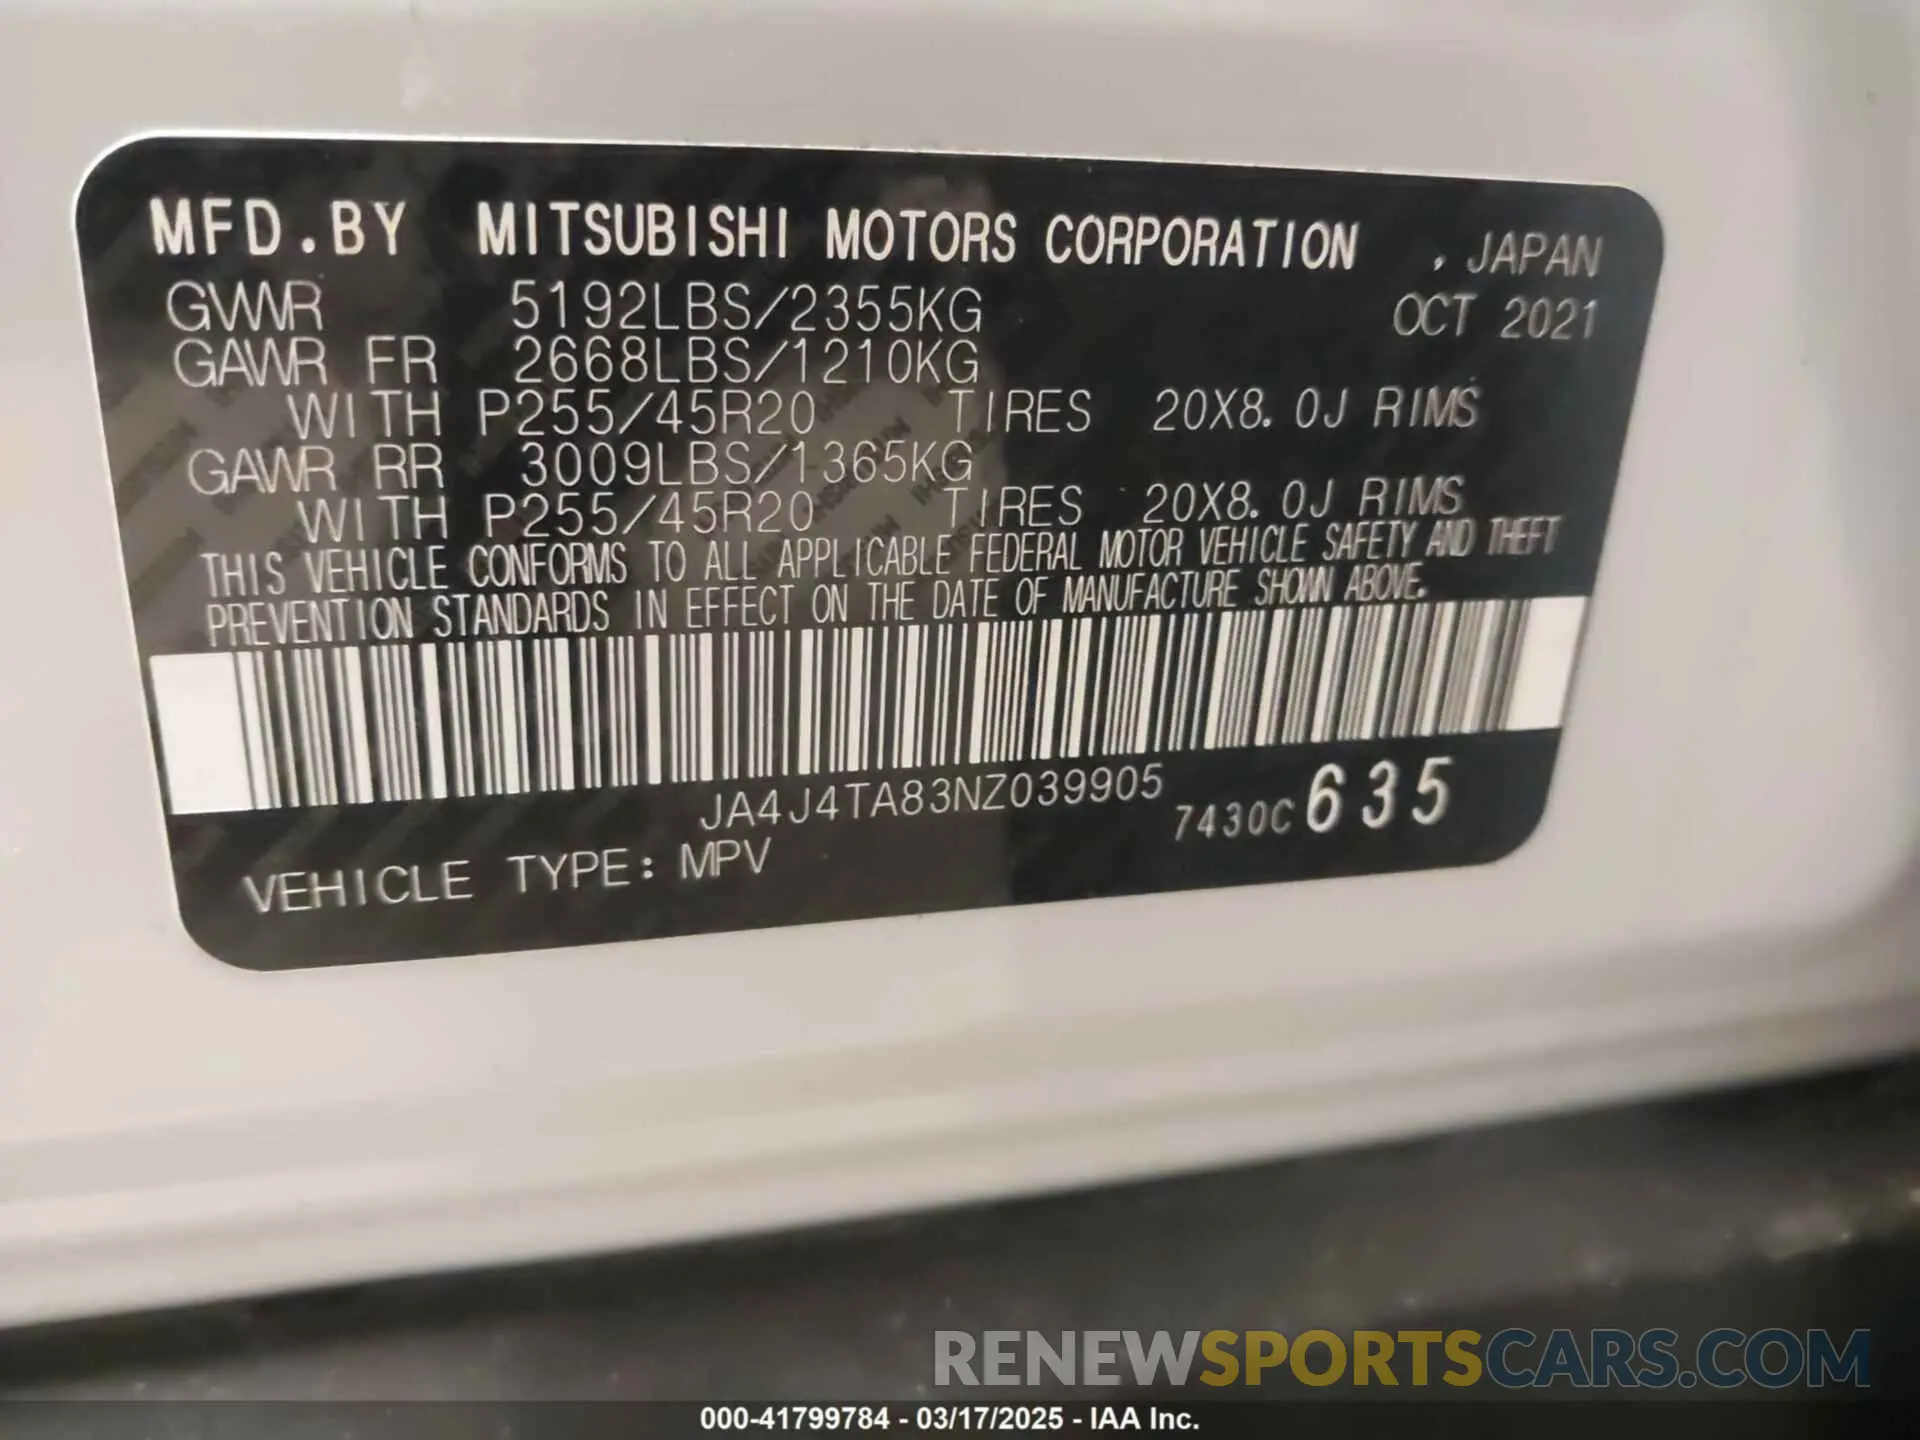 MFD.BY MITSUBISHI MOTORS CORPORATION , JAPAN
GVWR 5192LBS/2355KG OCT 2021
GAWR FR 2668LBS/1210KG
WITH P255/45R20 TIRES 20X8.0J RIMS
GAWR RR 3009LBS/1365KG
WITH P255/45R20 TIRES 20X8.0J RIMS
THIS VEHICLE CONFORMS TO ALL APPLICABLE FEDERAL MOTOR VEHICLE SAFETY AND THEFT
PREVENTION STANDARDS IN EFFECT ON THE DATE OF MANUFACTURE SHOWN ABOVE.
JA4J4TA83NZ039905 7430C 635
VEHICLE TYPE: MPV
RENEWSPORTSCARS.COM
000-41799784 - 03/17/2025 - IAA Inc.